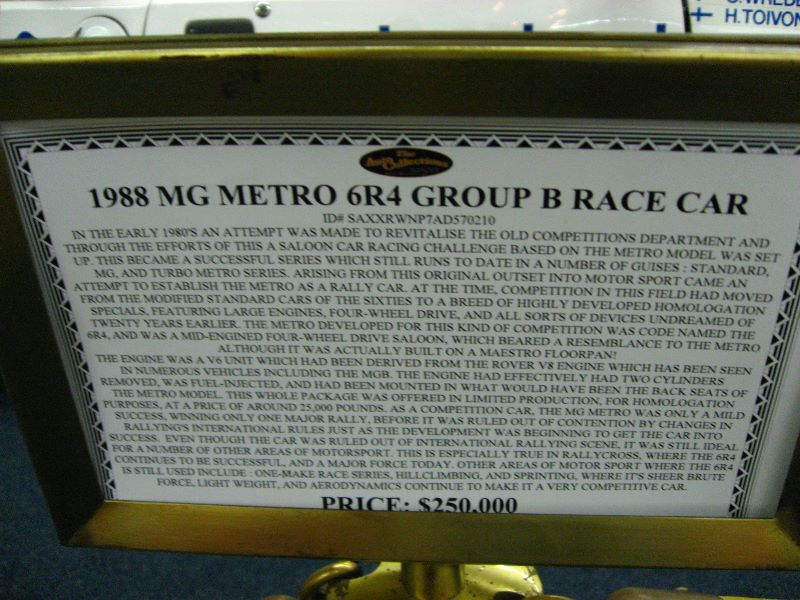 H.TOIVON
The
Auto Collections
1988 MG METRO 6R4 GROUP B RACE CAR
ID# SAXXRWNP7AD570210
IN THE EARLY 1980'S AN ATTEMPT WAS MADE TO REVITALISE THE OLD COMPETITIONS DEPARTMENT AND
THROUGH THE EFFORTS OF THIS A SALOON CAR RACING CHALLENGE BASED ON THE METRO MODEL WAS SET
UP. THIS BECAME A SUCCESSFUL SERIES WHICH STILL RUNS TO DATE IN A NUMBER OF GUISES : STANDARD,
MG, AND TURBO METRO SERIES. ARISING FROM THIS ORIGINAL OUTSET INTO MOTOR SPORT CAME AN
ATTEMPT TO ESTABLISH THE METRO AS A RALLY CAR. AT THE TIME, COMPETITION IN THIS FIELD HAD MOVED
FROM THE MODIFIED STANDARD CARS OF THE SIXTIES TO A BREED OF HIGHLY DEVELOPED HOMOLOGATION
SPECIALS, FEATURING LARGE ENGINES, FOUR-WHEEL DRIVE, AND ALL SORTS OF DEVICES UNREAMED OF
TWENTY YEARS EARLIER. THE METRO DEVELOPED FOR THIS KIND OF COMPETITION WAS CODE NAMED THE
6R4, AND WAS A MID-ENGINED FOUR-WHEEL DRIVE SALOON, WHICH BEARED A RESEMBLANCE TO THE METRO
ALTHOUGH IT WAS ACTUALLY BUILT ON A MAESTRO FLOORPAN!
THE ENGINE WAS A V6 UNIT WHICH HAD BEEN DERIVED FROM THE ROVER V8 ENGINE WHICH HAS BEEN SEEN
IN NUMEROUS VEHICLES INCLUDING THE MGB. THE ENGINE HAD EFFECTIVELY HAD TWO CYLINDERS
REMOVED, WAS FUEL-INJECTED, AND HAD BEEN MOUNTED IN WHAT WOULD HAVE BEEN THE BACK SEATS OF
THE METRO MODEL. THIS WHOLE PACKAGE WAS OFFERED IN LIMITED PRODUCTION, FOR HOMOLOGATION
PURPOSES, AT A PRICE OF AROUND 25,000 POUNDS. AS A COMPETITION CAR, THE MG METRO WAS ONLY A MILD
SUCCESS, WINNING ONLY ONE MAJOR RALLY, BEFORE IT WAS RULED OUT OF CONTENTION BY CHANGES IN
RALLYING'S INTERNATIONAL RULES JUST AS THE DEVELOPMENT WAS BEGINNING TO GET THE CAR INTO
SUCCESS. EVEN THOUGH THE CAR WAS RULED OUT OF INTERNATIONAL RALLYING SCENE, IT WAS STILL IDEAL
FOR A NUMBER OF OTHER AREAS OF MOTORSPORT. THIS IS ESPECIALLY TRUE IN RALLYCROSS, WHERE THE 6R4
CONTINUES TO BE SUCCESSFUL, AND A MAJOR FORCE TODAY. OTHER AREAS OF MOTOR SPORT WHERE THE 6R4
IS STILL USED INCLUDE : ONE-MAKE RACE SERIES, HILLCLIMBING, AND SPRINTING, WHERE IT'S SHEER BRUTE
FORCE, LIGHT WEIGHT, AND AERODYNAMICS CONTINUE TO MAKE IT A VERY COMPETITIVE CAR.
PRICE: $250,000